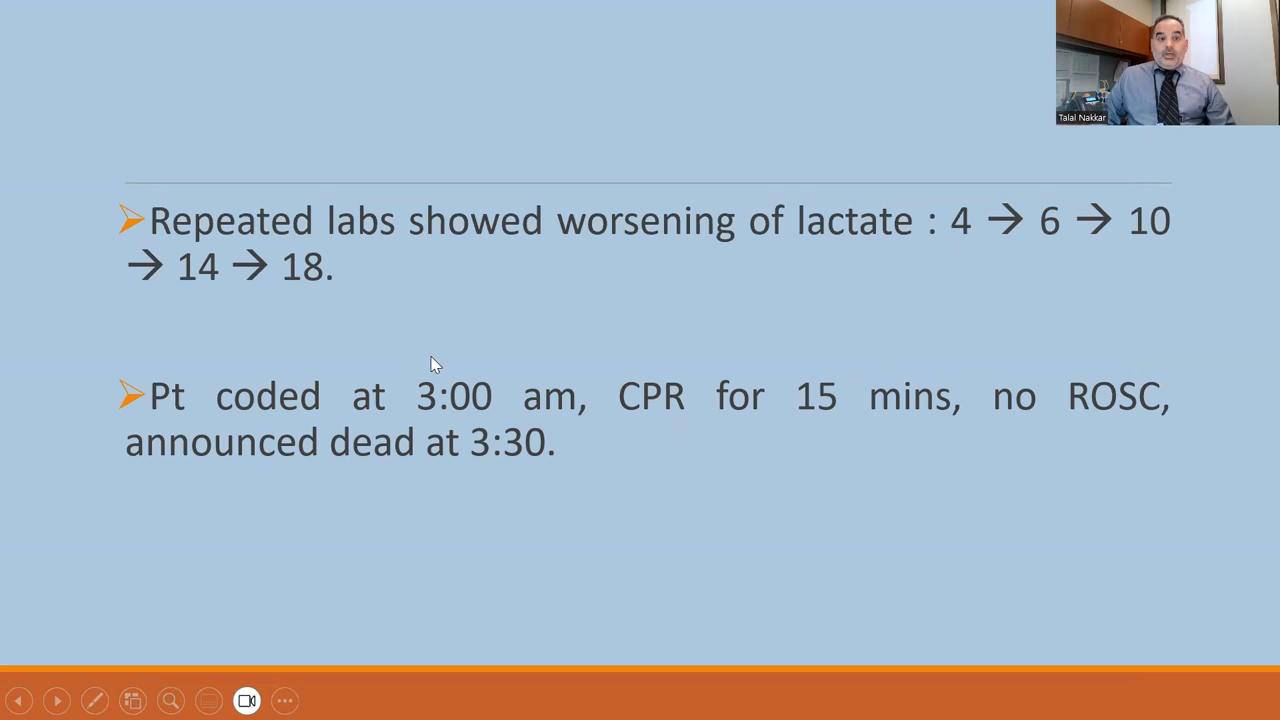 Talal Nakkar
Repeated labs showed worsening of lactate : 4 → 6 → 10
→ 14 → 18.
Pt coded at 3:00 am, CPR for 15 mins, no ROSC,
announced dead at 3:30.